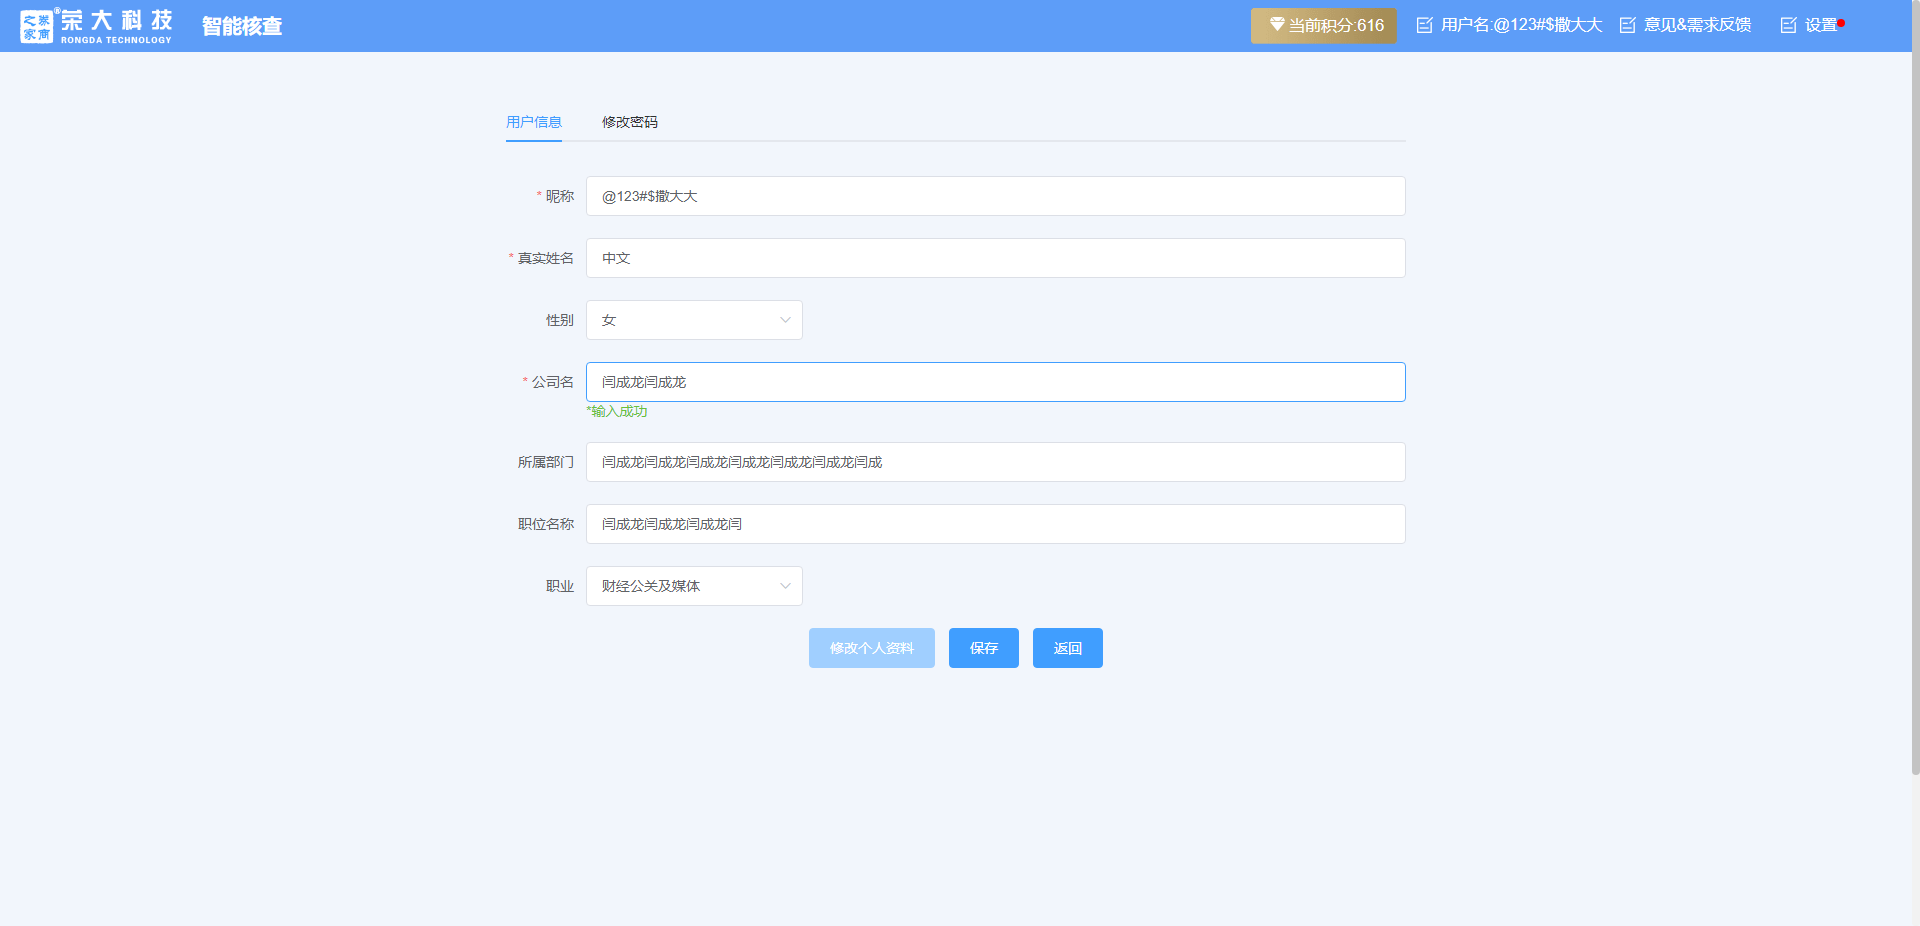 荣大科技
RONGDA TECHNOLOGY
智能核查
当前积分:616
用户名:@123#$撒大大
意见&需求反馈
设置
用户信息
修改密码
* 昵称 @123#$撒大大
* 真实姓名 中文
性别 女
* 公司名 闫成龙闫成龙
*输入成功
所属部门 闫成龙闫成龙闫成龙闫成龙闫成龙闫成龙闫成
职位名称 闫成龙闫成龙闫成龙闫
职业 财经公关及媒体
修改个人资料 保存 返回